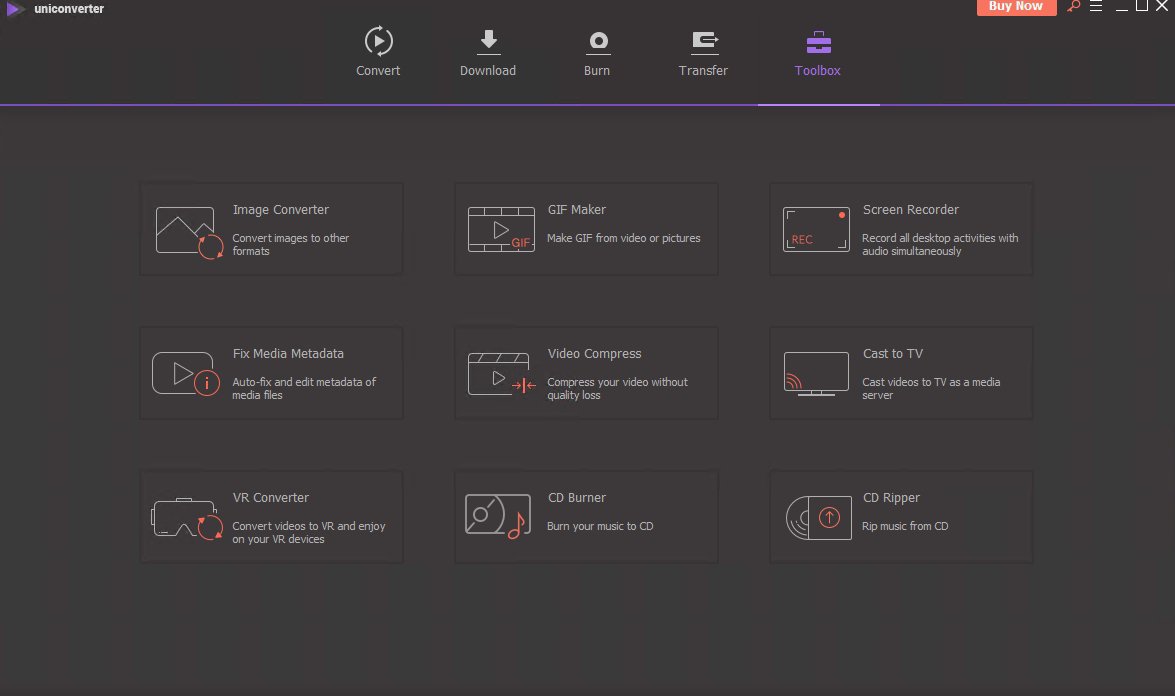 uniconverter
Buy Now
Convert
Download
Burn
Transfer
Toolbox
Image Converter
Convert images to other
formats
GIF
GIF Maker
Make GIF from video or pictures
REC
Screen Recorder
Record all desktop activities with
audio simultaneously
i
Fix Media Metadata
Auto-fix and edit metadata of
media files
Video Compress
Compress your video without
quality loss
Cast to TV
Cast videos to TV as a media
server
VR Converter
Convert videos to VR and enjoy
on your VR devices
CD Burner
Burn your music to CD
CD Ripper
Rip music from CD